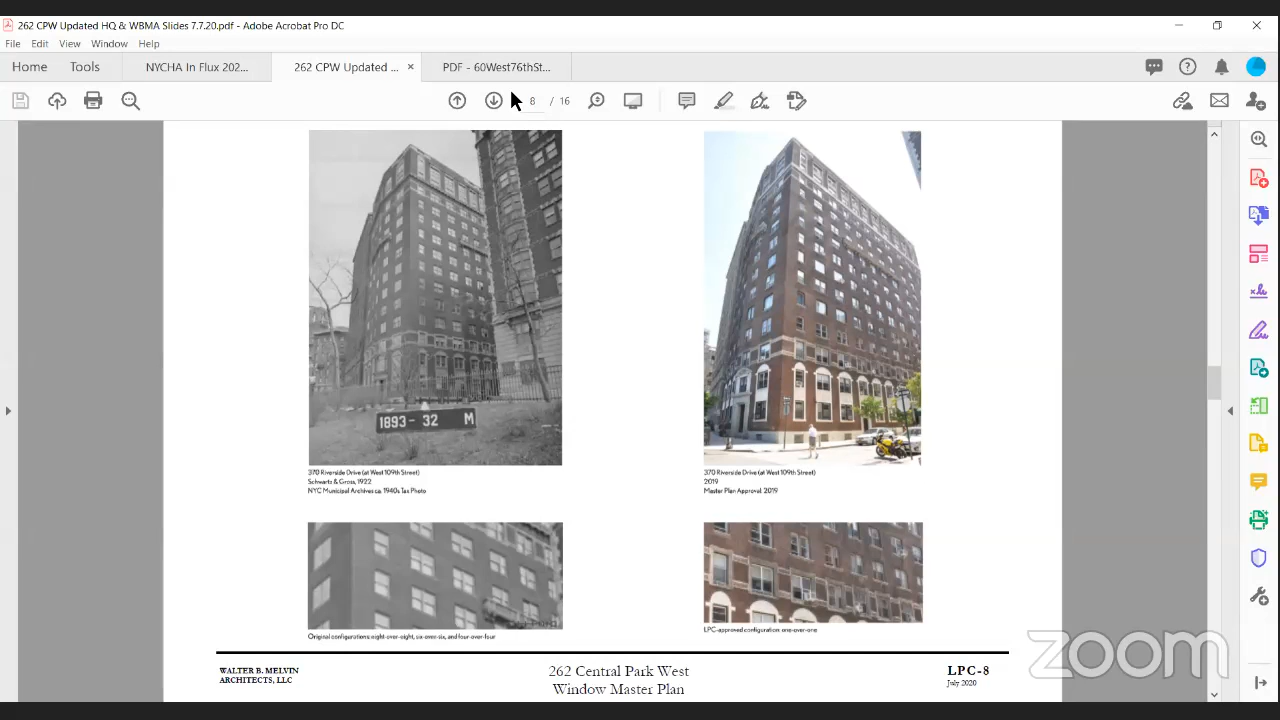 262 CPW Updated HQ & WBMA Slides 7.7.20.pdf - Adobe Acrobat Pro DC
File Edit View Window Help
Home Tools NYCHA In Flux 202... 262 CPW Updated ... × PDF - 60West76thSt...
8 / 16
1893 - 32 M
370 Riverside Drive (at West 109th Street)
Schwartz & Gross, 1922
NYC Municipal Archives ca. 1940s Tax Photo
370 Riverside Drive (at West 109th Street)
2019
Master Plan Approval: 2019
Original configurations: eight-over-eight, six-over-six, and four-over-four
LPC-approved configuration: one-over-one
WALTER B. MELVIN
ARCHITECTS, LLC
262 Central Park West
Window Master Plan
LPC-8
July 2020
zoom